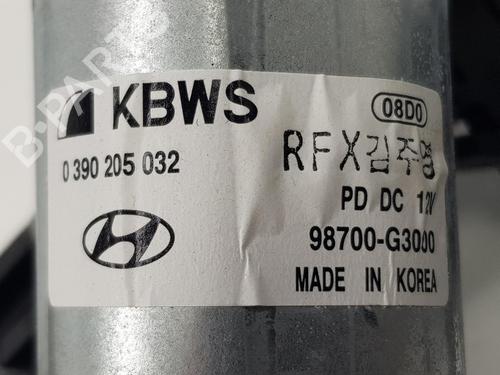 KBWS
08D0
0 390 205 032
RFX김주영
PD DC 12V
98700-G3000
MADE IN KOREA
B-PARTS